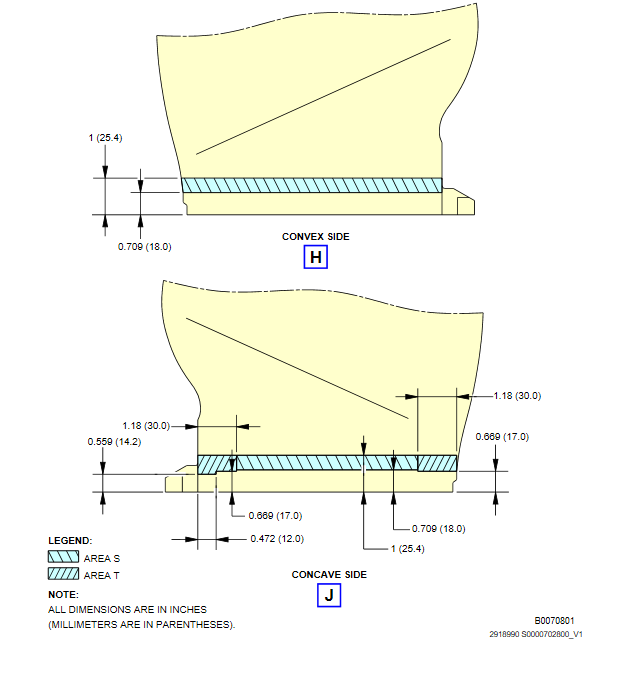 1 (25.4)
0.709 (18.0)
CONVEX SIDE
H
1.18 (30.0)
1.18 (30.0)
0.559 (14.2)
0.669 (17.0)
0.669 (17.0)
0.709 (18.0)
0.472 (12.0)
1 (25.4)
LEGEND:
AREA S
AREA T
CONCAVE SIDE
J
NOTE:
ALL DIMENSIONS ARE IN INCHES
(MILLIMETERS ARE IN PARENTHESES).
B0070801
2918990 S0000702800_V1